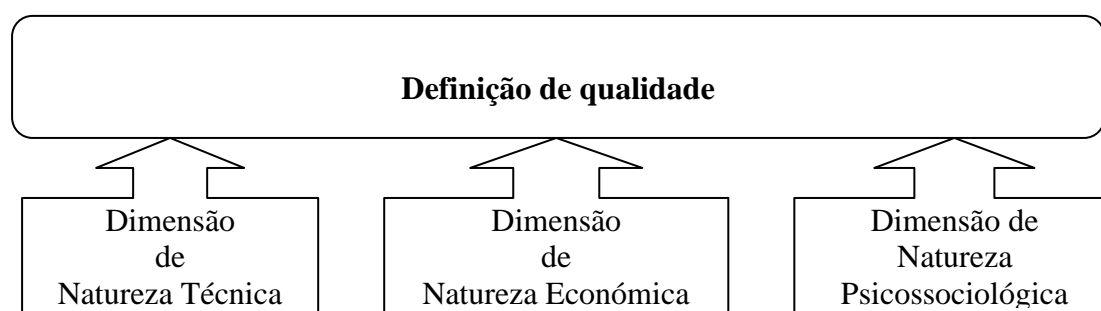 Definição de qualidade
Dimensão
de
Natureza Técnica
Dimensão
de
Natureza Económica
Dimensão de
Natureza
Psicossociológica